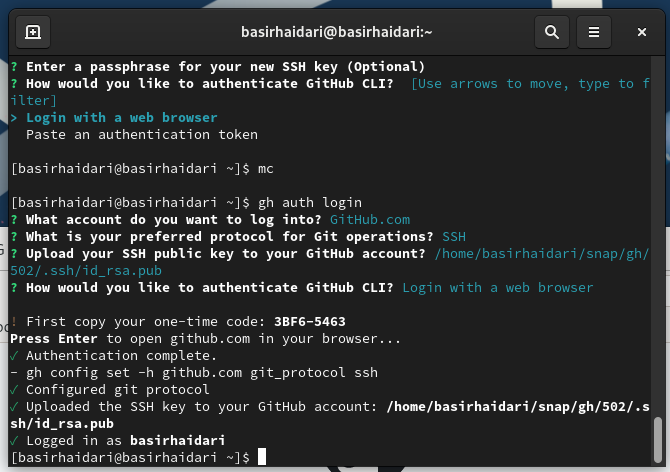 basirhaidari@basirhaidari:~
? Enter a passphrase for your new SSH key (Optional)
? How would you like to authenticate GitHub CLI?  [Use arrows to move, type to f
ilter]
> Login with a web browser
  Paste an authentication token
[basirhaidari@basirhaidari ~]$ mc
[basirhaidari@basirhaidari ~]$ gh auth login
? What account do you want to log into? GitHub.com
? What is your preferred protocol for Git operations? SSH
? Upload your SSH public key to your GitHub account? /home/basirhaidari/snap/gh/
502/.ssh/id_rsa.pub
? How would you like to authenticate GitHub CLI? Login with a web browser
! First copy your one-time code: 3BF6-5463
Press Enter to open github.com in your browser...
✓ Authentication complete.
- gh config set -h github.com git_protocol ssh
✓ Configured git protocol
✓ Uploaded the SSH key to your GitHub account: /home/basirhaidari/snap/gh/502/.s
sh/id_rsa.pub
✓ Logged in as basirhaidari
[basirhaidari@basirhaidari ~]$